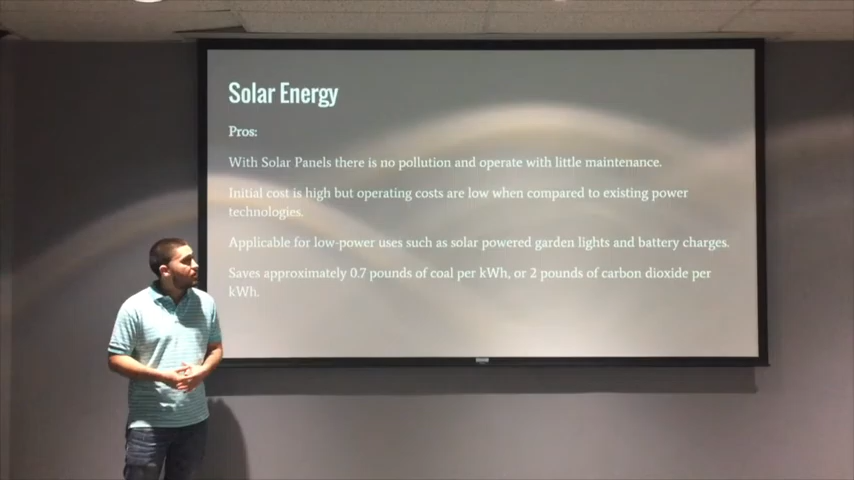 Solar Energy
Pros:
With Solar Panels there is no pollution and operate with little maintenance.
Initial cost is high but operating costs are low when compared to existing power
technologies.
Applicable for low-power uses such as solar powered garden lights and battery charges.
Saves approximately 0.7 pounds of coal per kWh, or 2 pounds of carbon dioxide per
kWh.